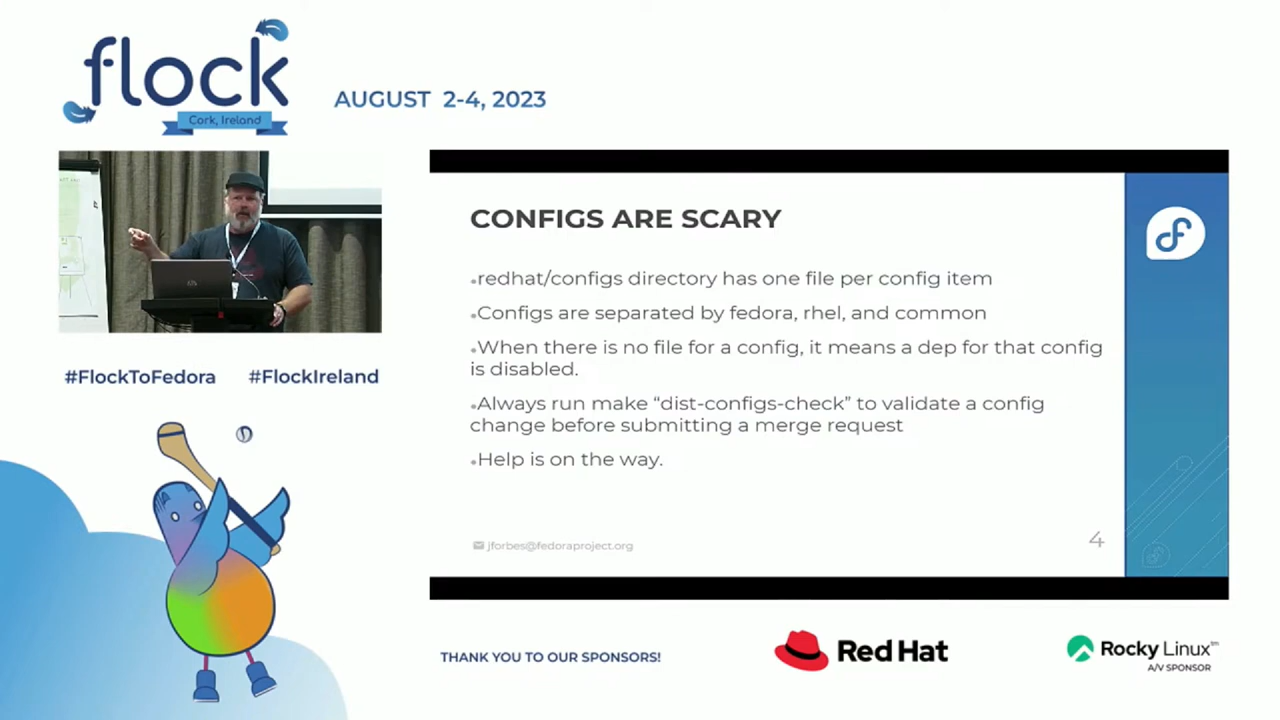 flock
Cork, Ireland
AUGUST 2-4, 2023
CONFIGS ARE SCARY
•redhat/configs directory has one file per config item
•Configs are separated by fedora, rhel, and common
•When there is no file for a config, it means a dep for that config
is disabled.
•Always run make “dist-configs-check” to validate a config
change before submitting a merge request
•Help is on the way.
jforbes@fedoraproject.org
4
#FlockToFedora #FlockIreland
THANK YOU TO OUR SPONSORS!
Red Hat
Rocky Linux™
A/V SPONSOR